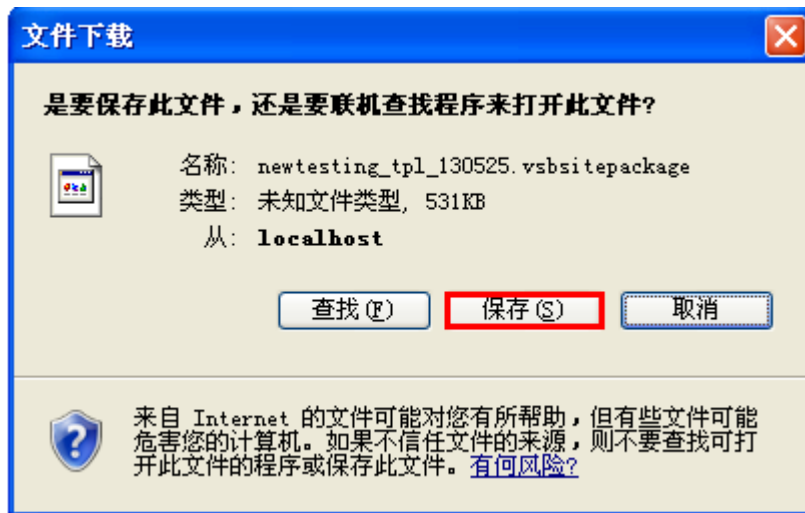 文件下载
是要保存此文件，还是要联机查找程序来打开此文件?
名称: newtesting_tpl_130525.vsbsitepackage
类型: 未知文件类型, 531KB
从: localhost
查找(F) 保存(S) 取消
来自 Internet 的文件可能对您有所帮助，但有些文件可能
危害您的计算机。如果不信任文件的来源，则不要查找可打
开此文件的程序或保存此文件。有何风险?